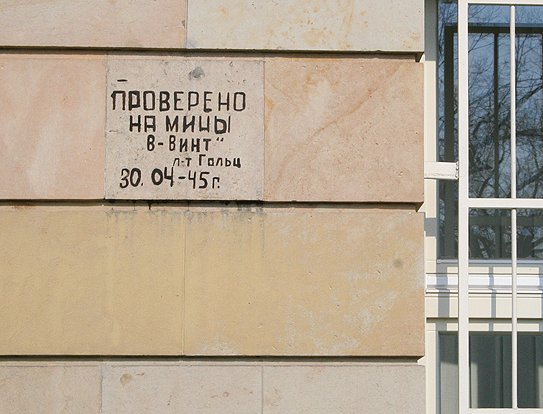 ПРОВЕРЕНО
НА МИНЫ
В-ВИНТ"
Л-Т ГОЛЬЦ
30.04-45г.